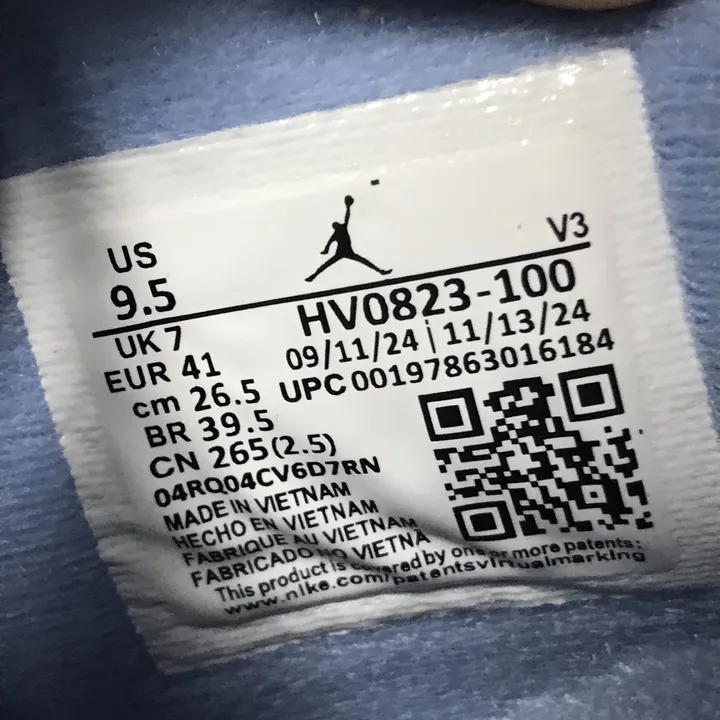 US
9.5
V3
UK 7
HV0823-100
EUR 41
09/11/24 | 11/13/24
cm 26.5
UPC 00197863016184
BR 39.5
CN 265(2.5)
04RQ04CV6D7RN
MADE IN VIETNAM
HECHO EN VIETNAM
FABRIQUE AU VIETNAM
FABRICADO NO VIETNA
This product is covered by one or more patents:
www.nike.com/patentsvirtualmarking